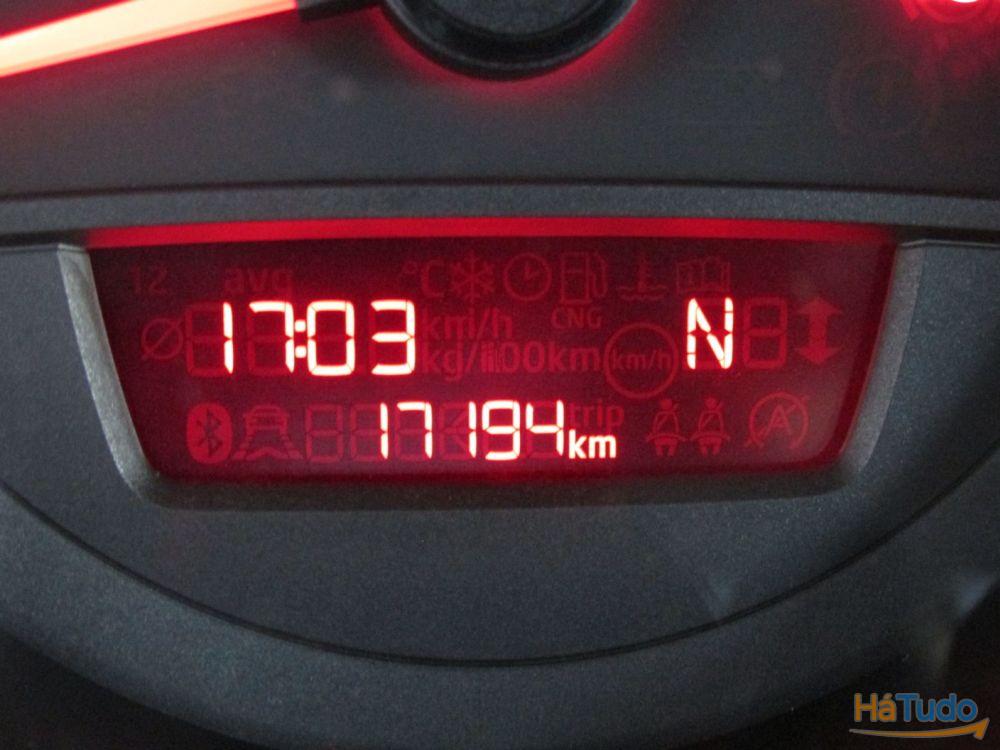 12 avg °C
17:03 km/h CNG N
kg/100km km/h
17194 km trip
HáTudo